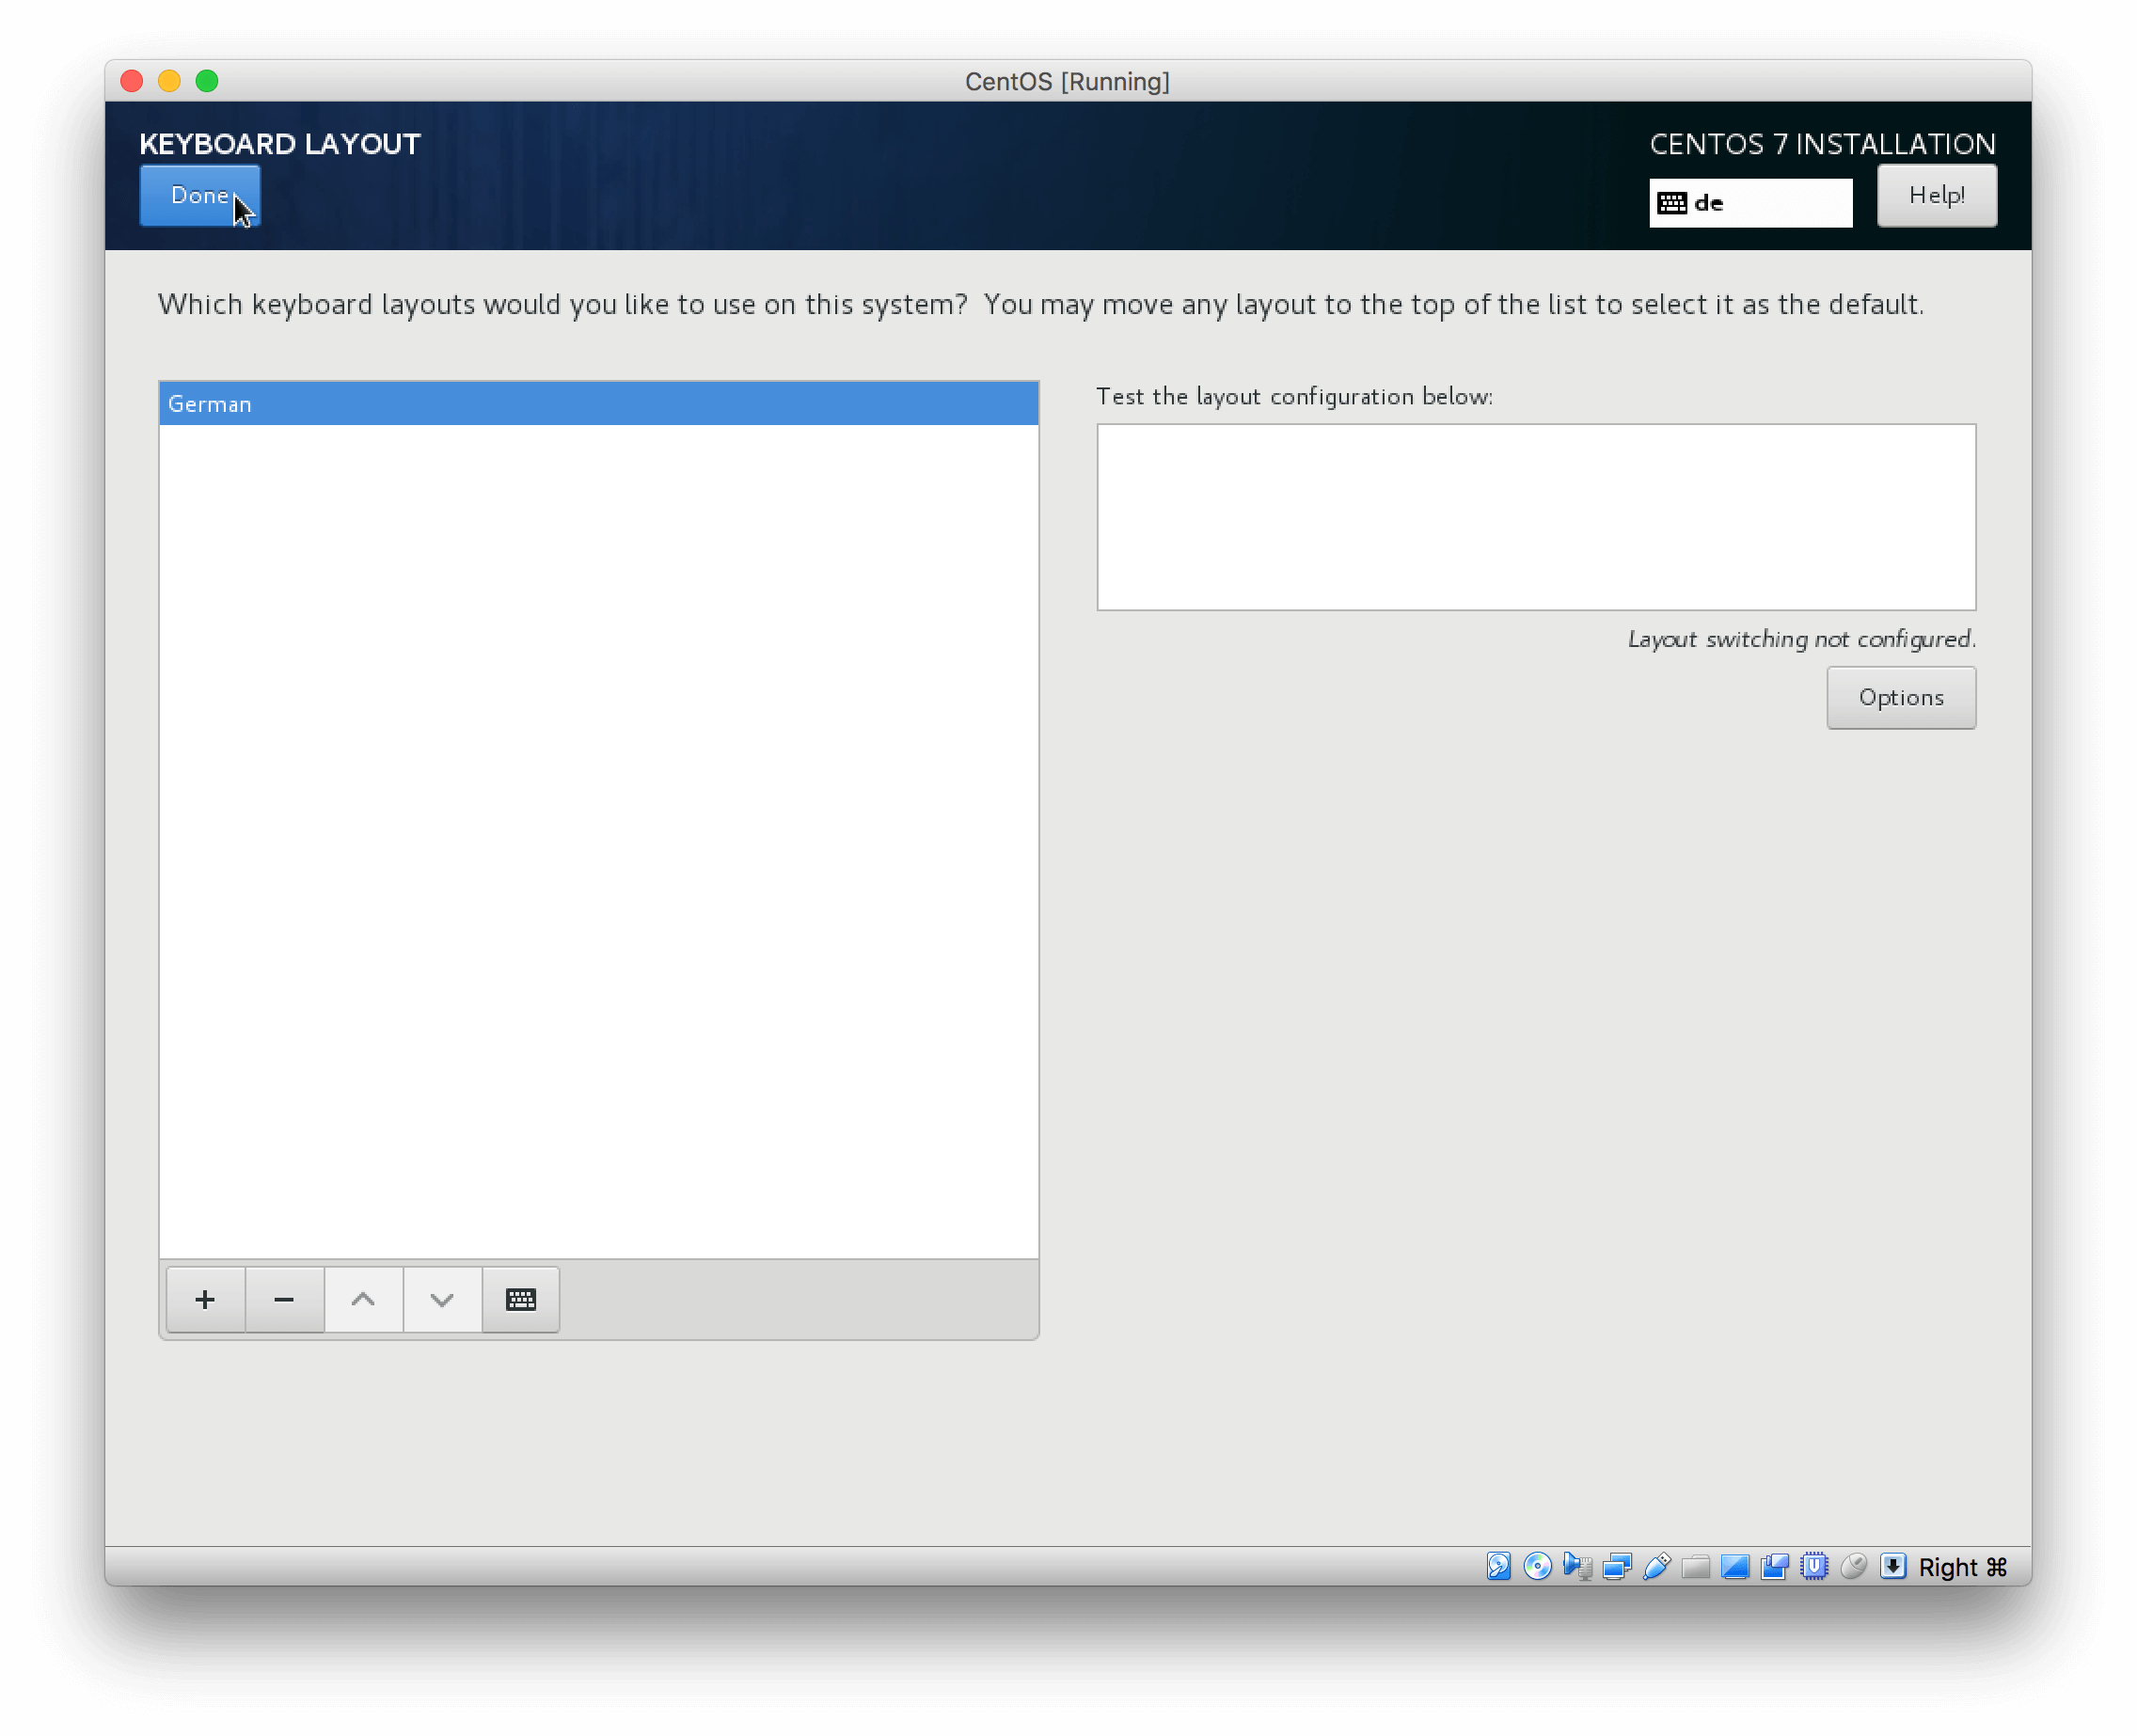 CentOS [Running]
KEYBOARD LAYOUT
CENTOS 7 INSTALLATION
Done
de
Help!
Which keyboard layouts would you like to use on this system?  You may move any layout to the top of the list to select it as the default.
German
Test the layout configuration below:
Layout switching not configured.
Options
Right ⌘